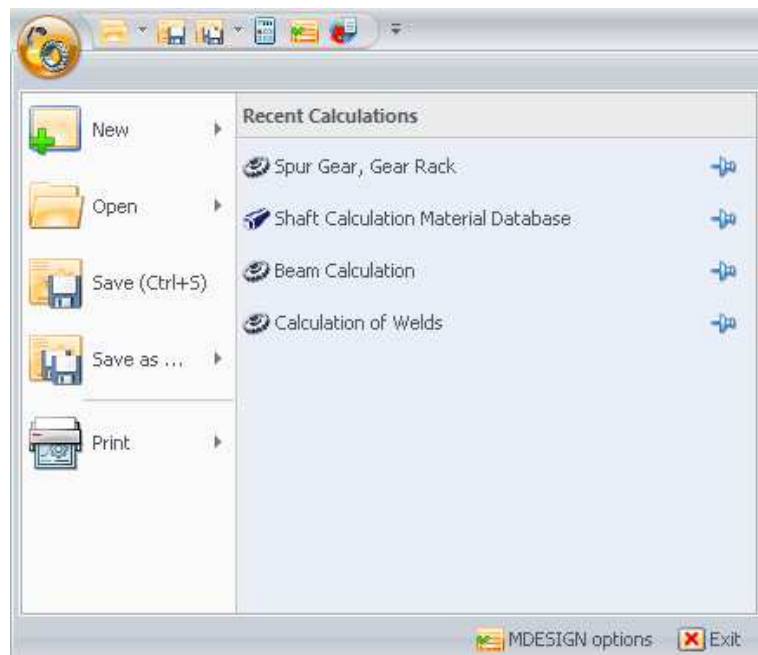 New
Open
Save (Ctrl+S)
Save as ...
Print
Recent Calculations
Spur Gear, Gear Rack
Shaft Calculation Material Database
Beam Calculation
Calculation of Welds
MDESIGN options
Exit